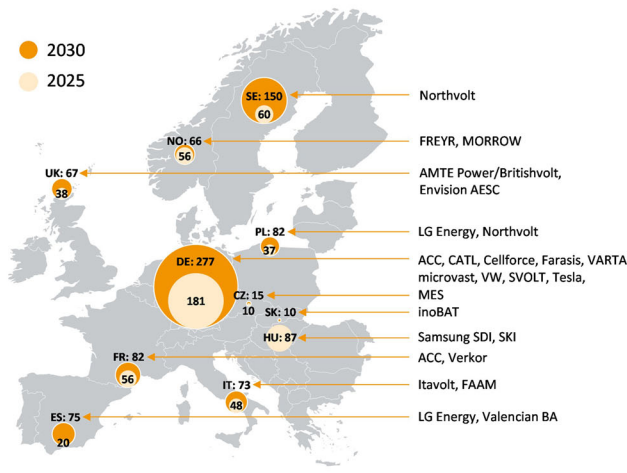 2030
2025
SE: 150
60
Northvolt
NO: 66
56
FREYR, MORROW
UK: 67
38
AMTE Power/Britishvolt,
Envision AESC
PL: 82
37
LG Energy, Northvolt
DE: 277
181
ACC, CATL, Cellforce, Farasis, VARTA
microvast, VW, SVOLT, Tesla,
CZ: 15
10
MES
SK: 10
inoBAT
HU: 87
Samsung SDI, SKI
FR: 82
56
ACC, Verkor
IT: 73
48
Itavolt, FAAM
ES: 75
20
LG Energy, Valencian BA